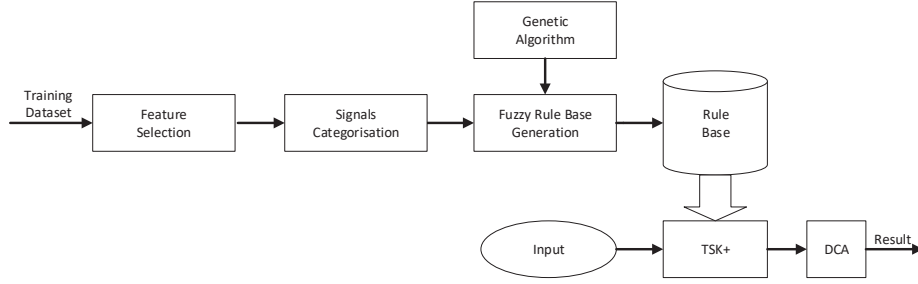 Genetic
Algorithm
Training
Dataset
Feature
Selection
Signals
Categorisation
Fuzzy Rule Base
Generation
Rule
Base
Input
TSK+
DCA
Result